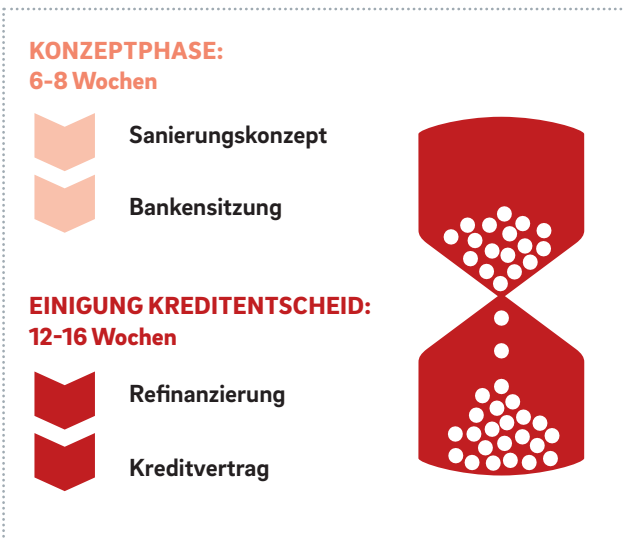 KONZEPTPHASE:
6-8 Wochen
Sanierungskonzept
Bankensitzung
EINIGUNG KREDITENTSCHEID:
12-16 Wochen
Refinanzierung
Kreditvertrag